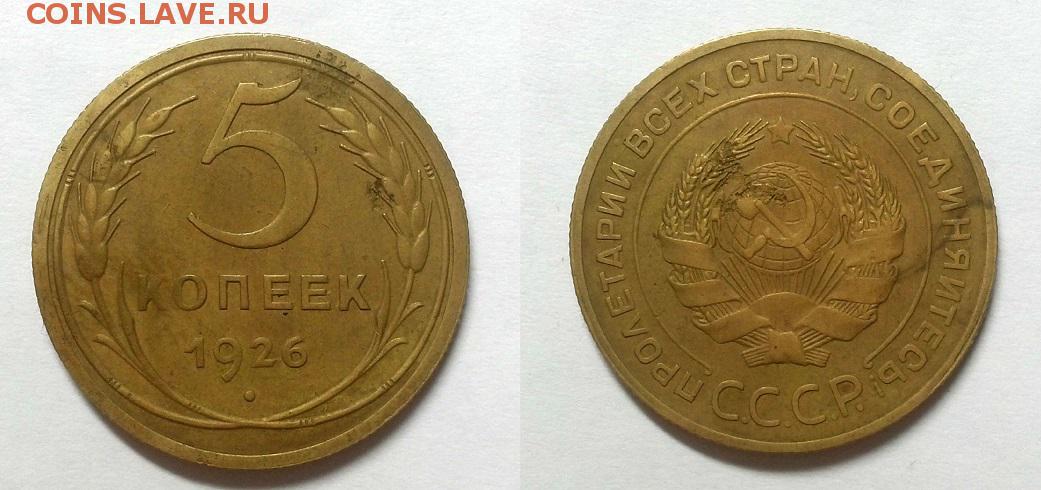 COINS.LAVE.RU
5
КОПЕЕК
1926
ПРОЛЕТАРИИ ВСЕХ СТРАН, СОЕДИНЯЙТЕСЬ!
С.С.С.Р.